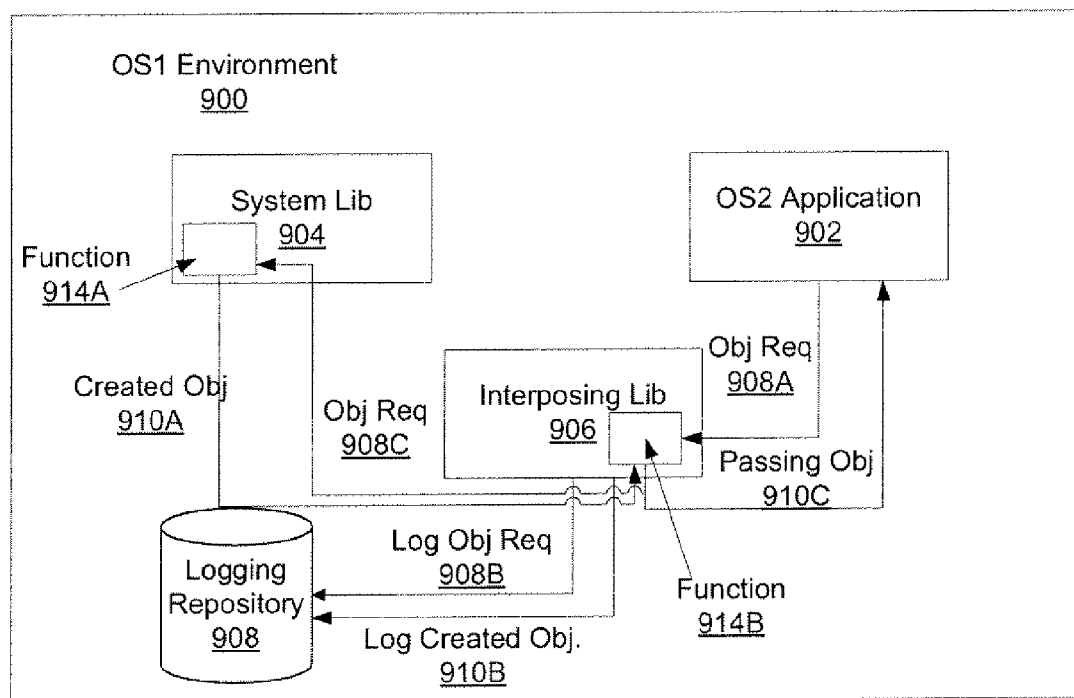 OS1 Environment
900
System Lib
904
Function
914A
OS2 Application
902
Created Obj
910A
Obj Req
908C
Interposing Lib
906
Obj Req
908A
Passing Obj
910C
Logging
Repository
908
Log Obj Req
908B
Log Created Obj.
910B
Function
914B